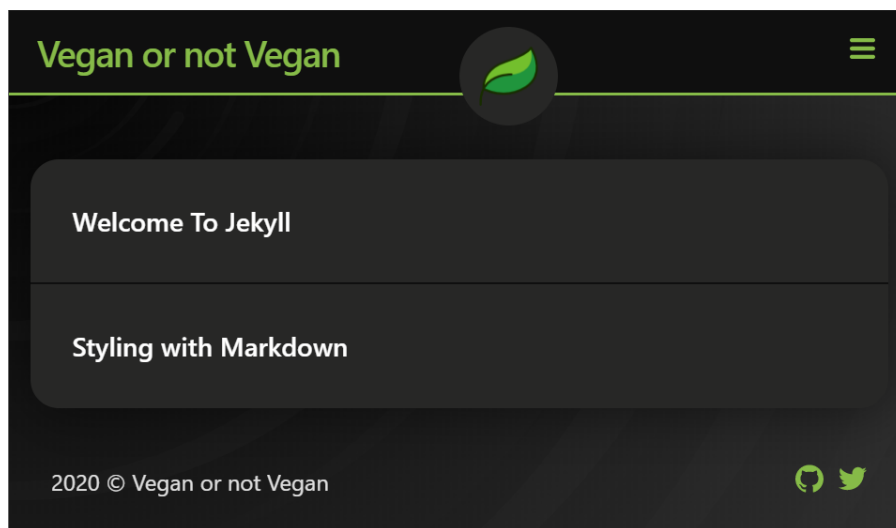 Vegan or not Vegan
Welcome To Jekyll
Styling with Markdown
2020 © Vegan or not Vegan